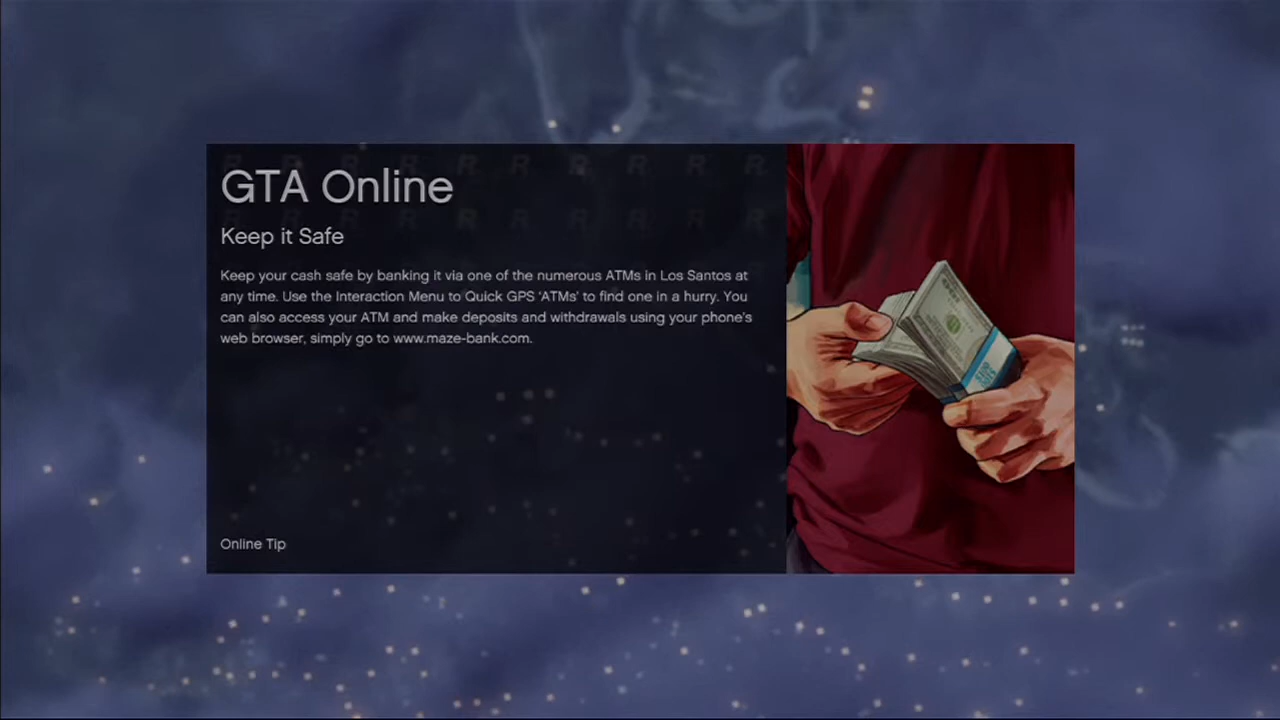 GTA Online
Keep it Safe
Keep your cash safe by banking it via one of the numerous ATMs in Los Santos at
any time. Use the Interaction Menu to Quick GPS 'ATMs' to find one in a hurry. You
can also access your ATM and make deposits and withdrawals using your phone's
web browser, simply go to www.maze-bank.com.
Online Tip